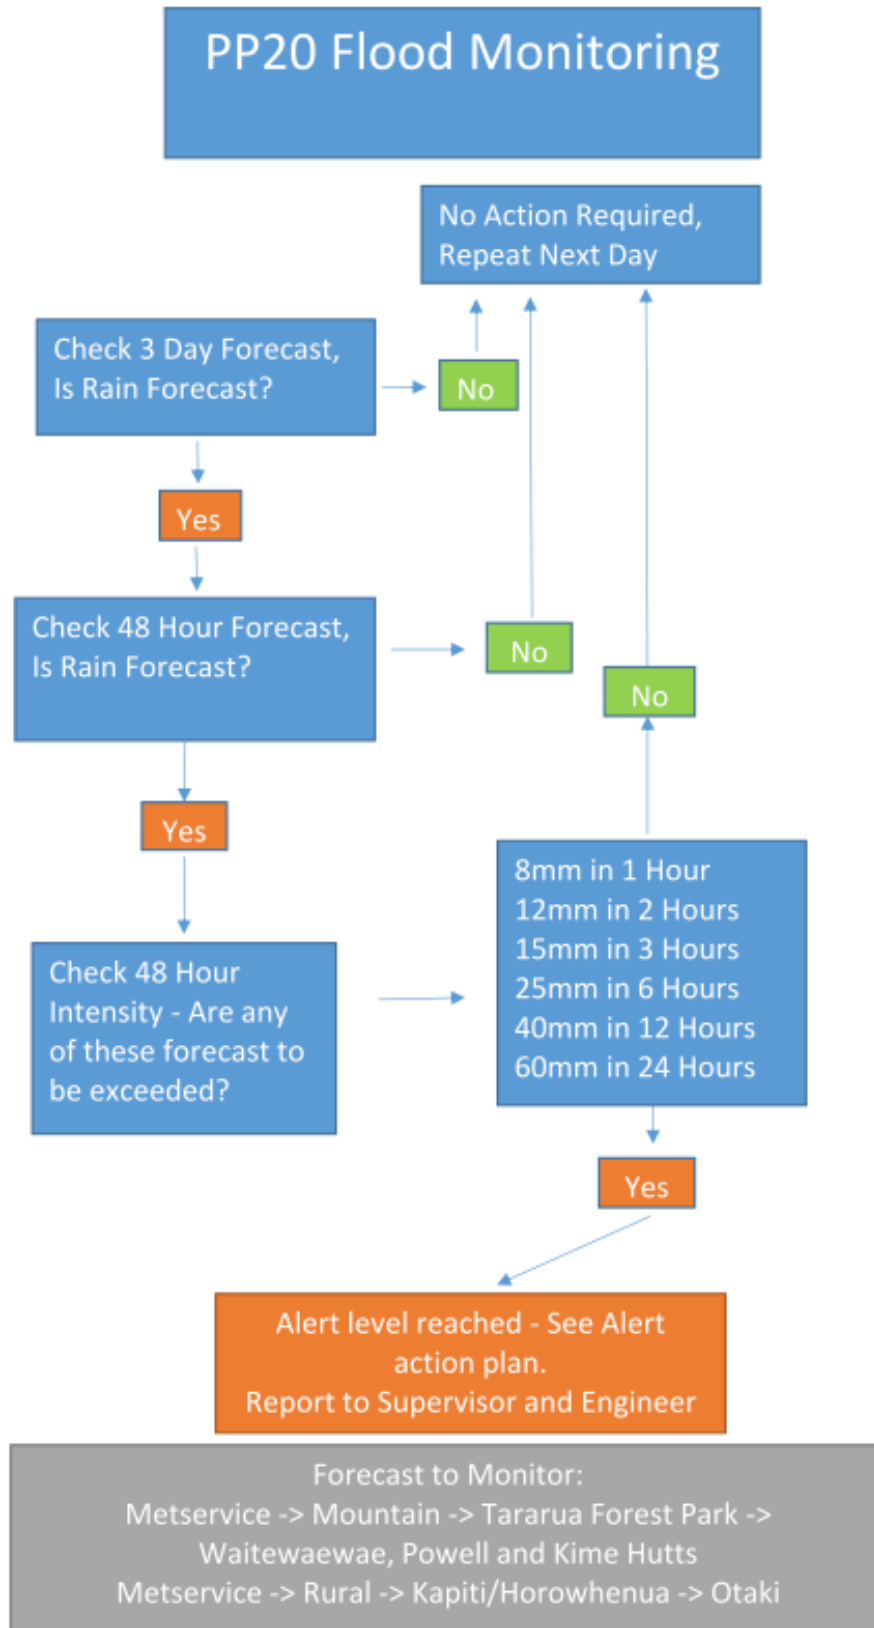 PP20 Flood Monitoring
No Action Required,
Repeat Next Day
Check 3 Day Forecast,
Is Rain Forecast?
No
Yes
Check 48 Hour Forecast,
Is Rain Forecast?
No
No
Yes
8mm in 1 Hour
12mm in 2 Hours
15mm in 3 Hours
25mm in 6 Hours
40mm in 12 Hours
60mm in 24 Hours
Check 48 Hour
Intensity - Are any
of these forecast to
be exceeded?
Yes
Alert level reached - See Alert
action plan.
Report to Supervisor and Engineer
Forecast to Monitor:
Metservice -> Mountain -> Tararua Forest Park ->
Waitewaewae, Powell and Kime Hutts
Metservice -> Rural -> Kapiti/Horowhenua -> Otaki